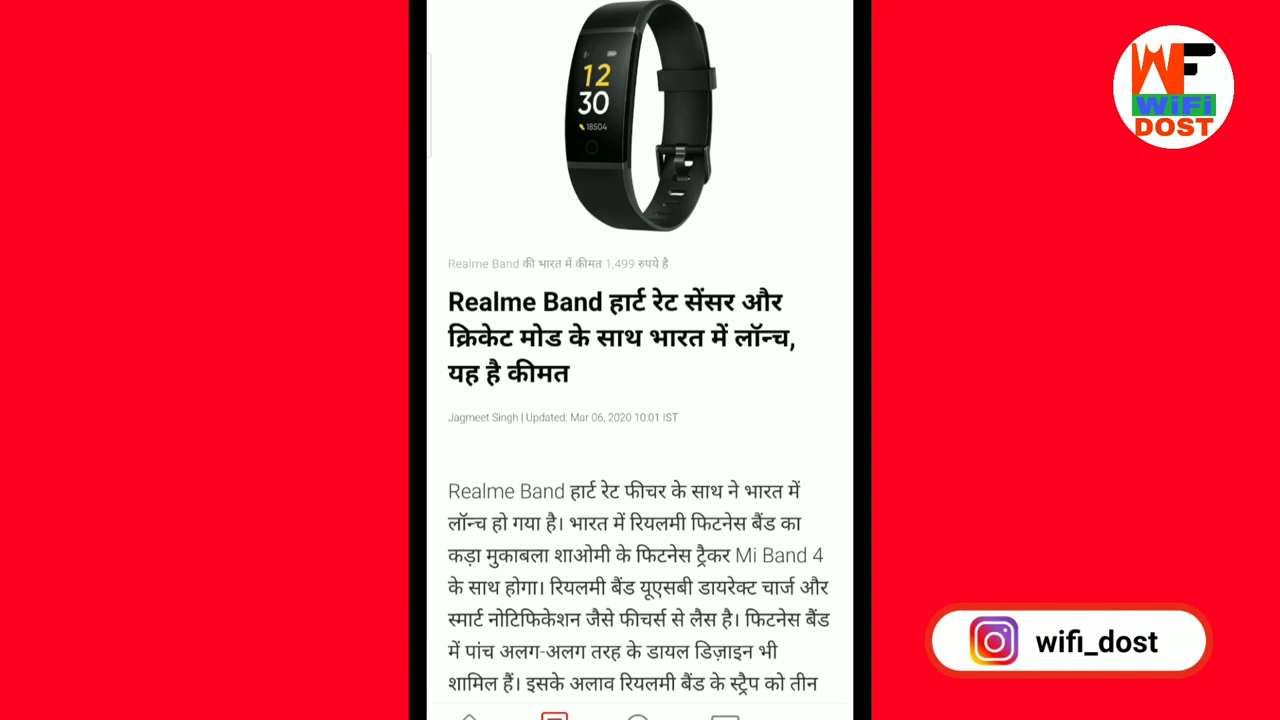 12
30
18504
WF
WiFi
DOST
Realme Band की भारत में कीमत 1,499 रुपये है
Realme Band हार्ट रेट सेंसर और
क्रिकेट मोड के साथ भारत में लॉन्च,
यह है कीमत
Jagmeet Singh | Updated: Mar 06, 2020 10:01 IST
Realme Band हार्ट रेट फीचर के साथ ने भारत में
लॉन्च हो गया है। भारत में रियलमी फिटनेस बैंड का
कड़ा मुकाबला शाओमी के फिटनेस ट्रैकर Mi Band 4
के साथ होगा। रियलमी बैंड यूएसबी डायरेक्ट चार्ज और
स्मार्ट नोटिफिकेशन जैसे फीचर्स से लैस है। फिटनेस बैंड
में पांच अलग-अलग तरह के डायल डिज़ाइन भी
शामिल हैं। इसके अलाव रियलमी बैंड के स्ट्रैप को तीन
wifi_dost